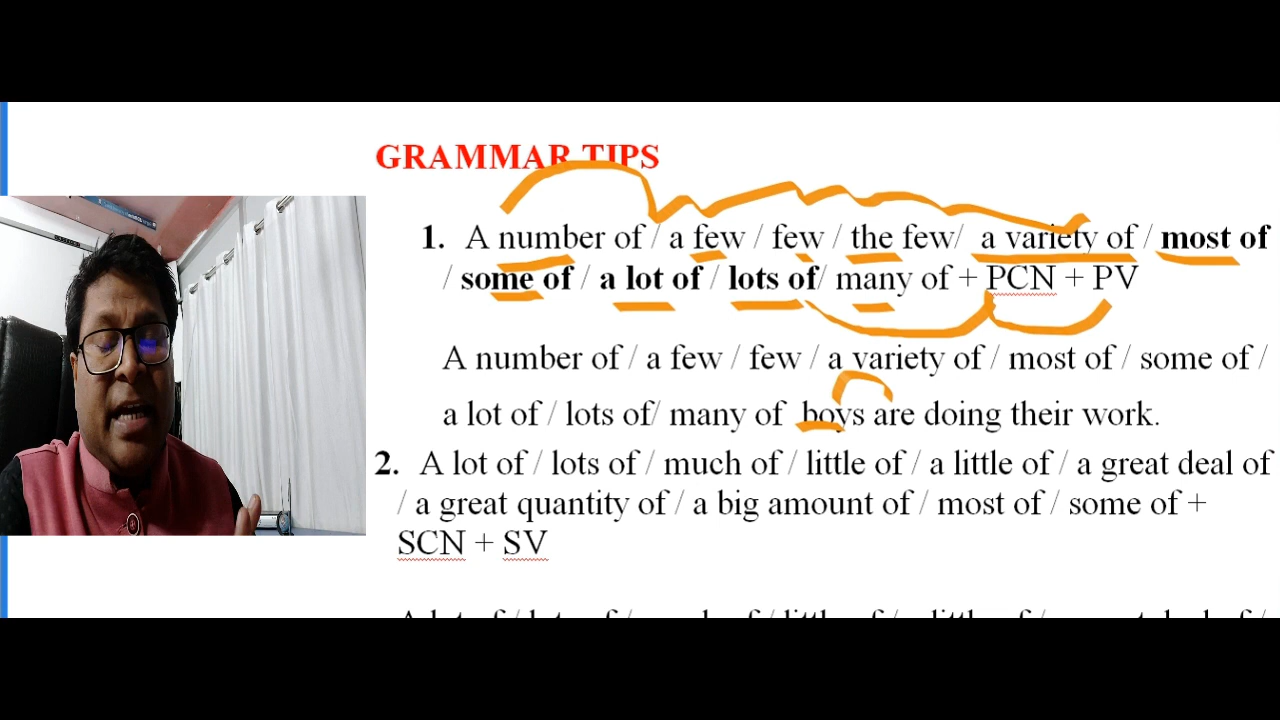 GRAMMAR TIPS
1. A number of / a few / few / the few/ a variety of / most of
/ some of / a lot of / lots of/ many of + PCN + PV
A number of / a few / few / a variety of / most of / some of /
a lot of / lots of/ many of boys are doing their work.
2. A lot of / lots of / much of / little of / a little of / a great deal of
/ a great quantity of / a big amount of / most of / some of +
SCN + SV